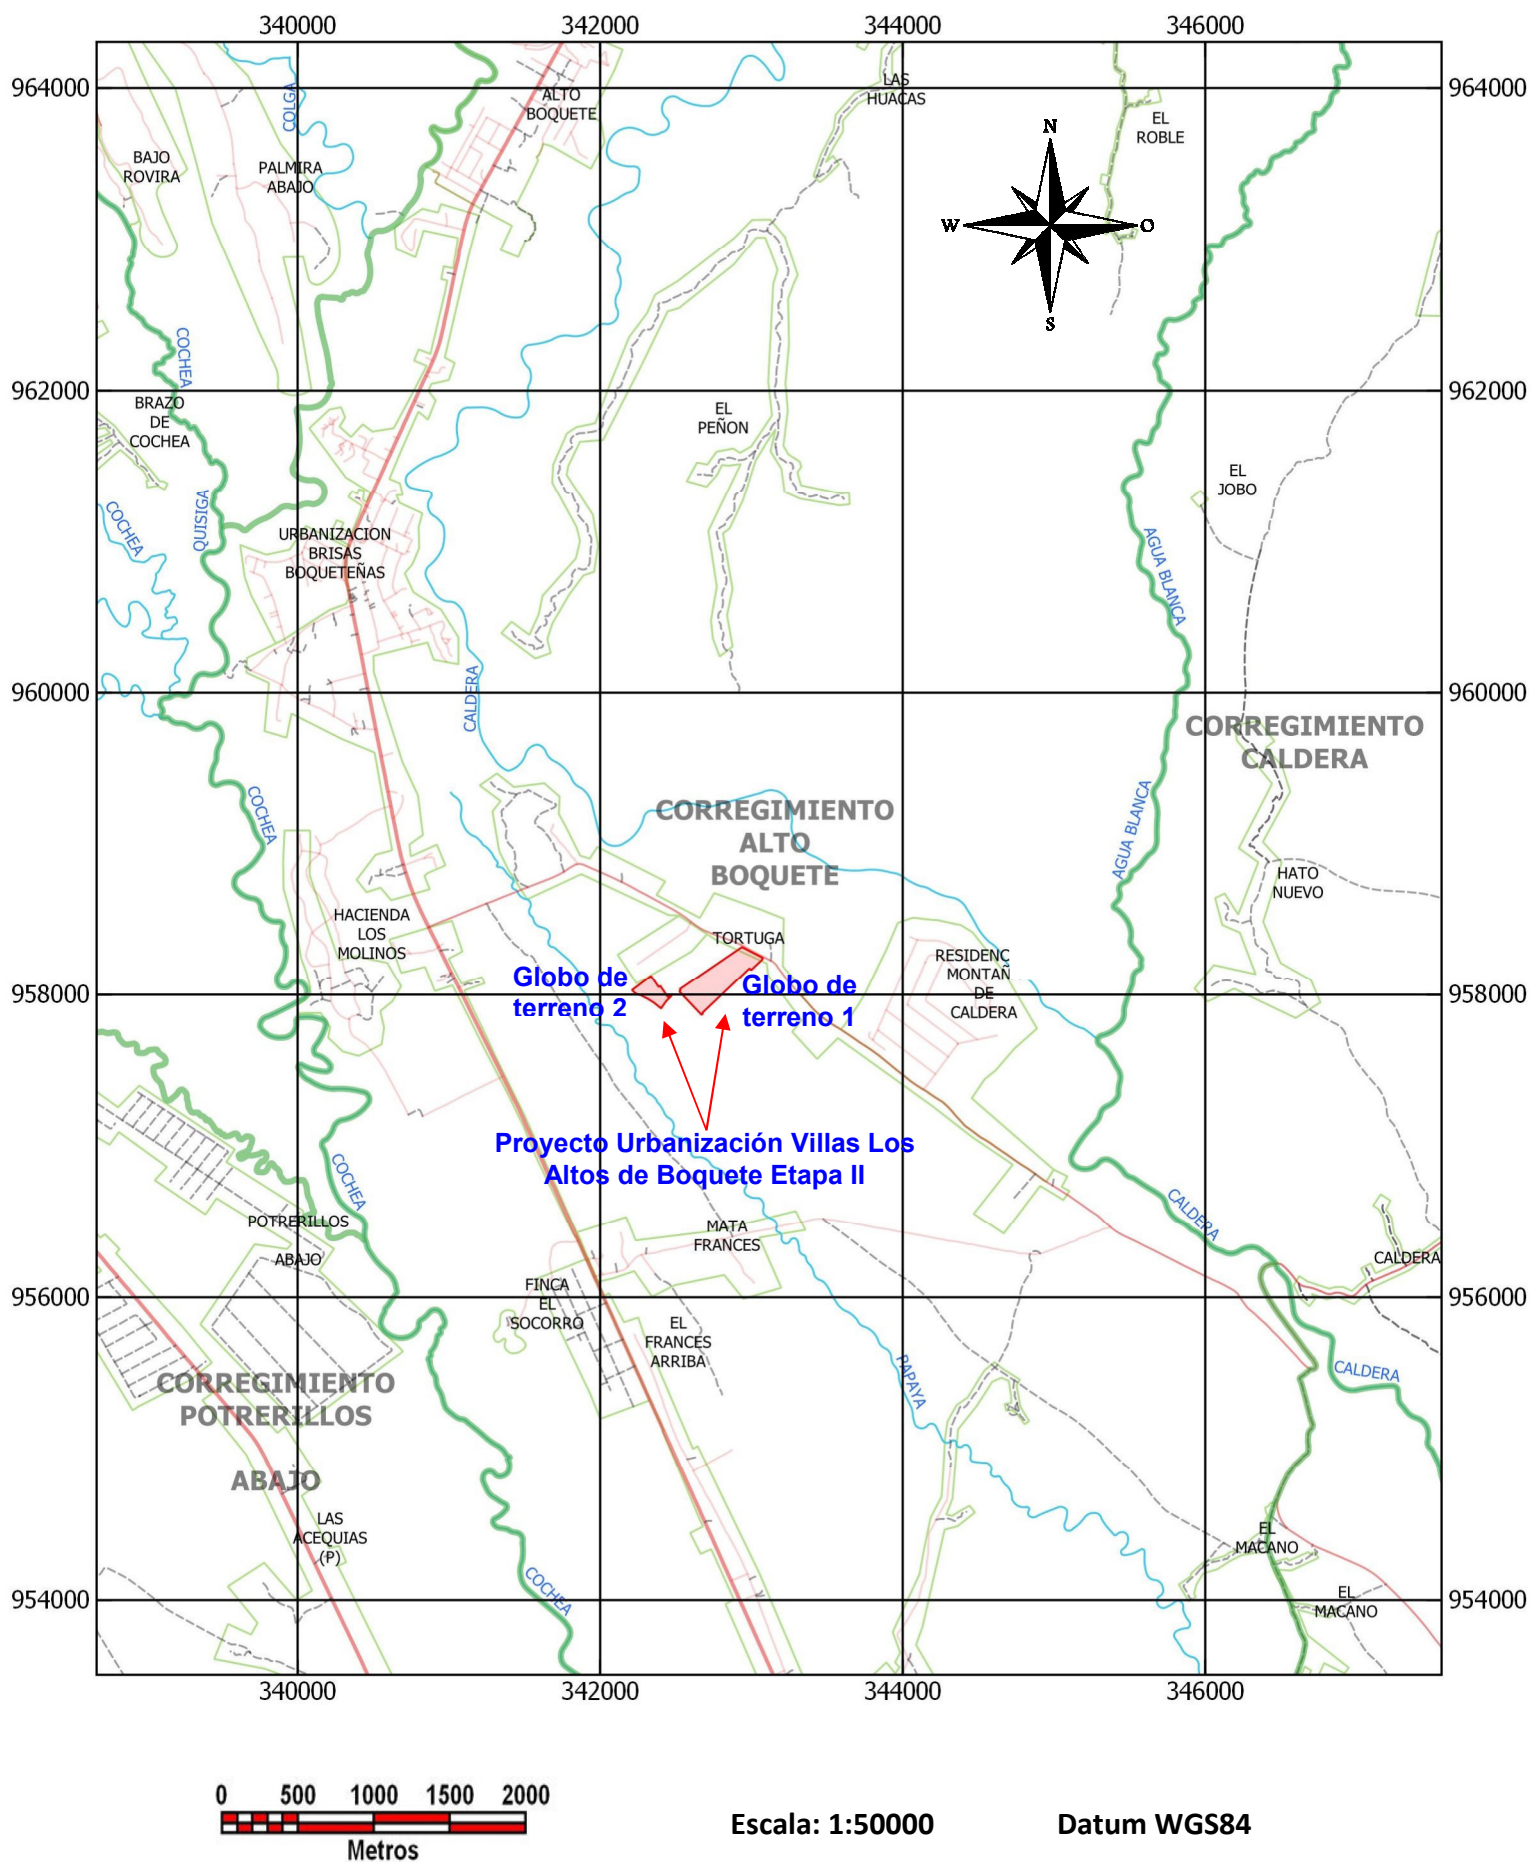 340000 342000 344000 346000
964000
964000
COLGA
ALTO
BOQUETE
LAS
HUACAS
EL
ROBLE
BAJO
ROVIRA
PALMIRA
ABAJO
N
W
O
S
COCHEA
962000
962000
BRAZO
DE
COCHEA
EL
PEÑON
EL
JOBO
COCHEA
QUISIGA
URBANIZACION
BRISAS
BOQUETEÑAS
AGUA BLANCA
CALDERA
960000
960000
CORREGIMIENTO
CALDERA
COCHEA
CORREGIMIENTO
ALTO
BOQUETE
AGUA BLANCA
HATO
NUEVO
HACIENDA
LOS
MOLINOS
TORTUGA
RESIDENC
MONTAÑ
DE
CALDERA
Globo de
terreno 2
Globo de
terreno 1
958000
958000
Proyecto Urbanización Villas Los
Altos de Boquete Etapa II
COCHEA
CALDERA
POTRERILLOS
ABAJO
MATA
FRANCES
CALDERA
956000
956000
FINCA
EL
SOCORRO
EL
FRANCES
ARRIBA
PAPAYA
CALDERA
CORREGIMIENTO
POTRERILLOS
ABAJO
LAS
ACEQUIAS
(P)
EL
MACANO
COCHEA
EL
MACANO
954000
954000
340000 342000 344000 346000
0 500 1000 1500 2000
Metros
Escala: 1:50000
Datum WGS84